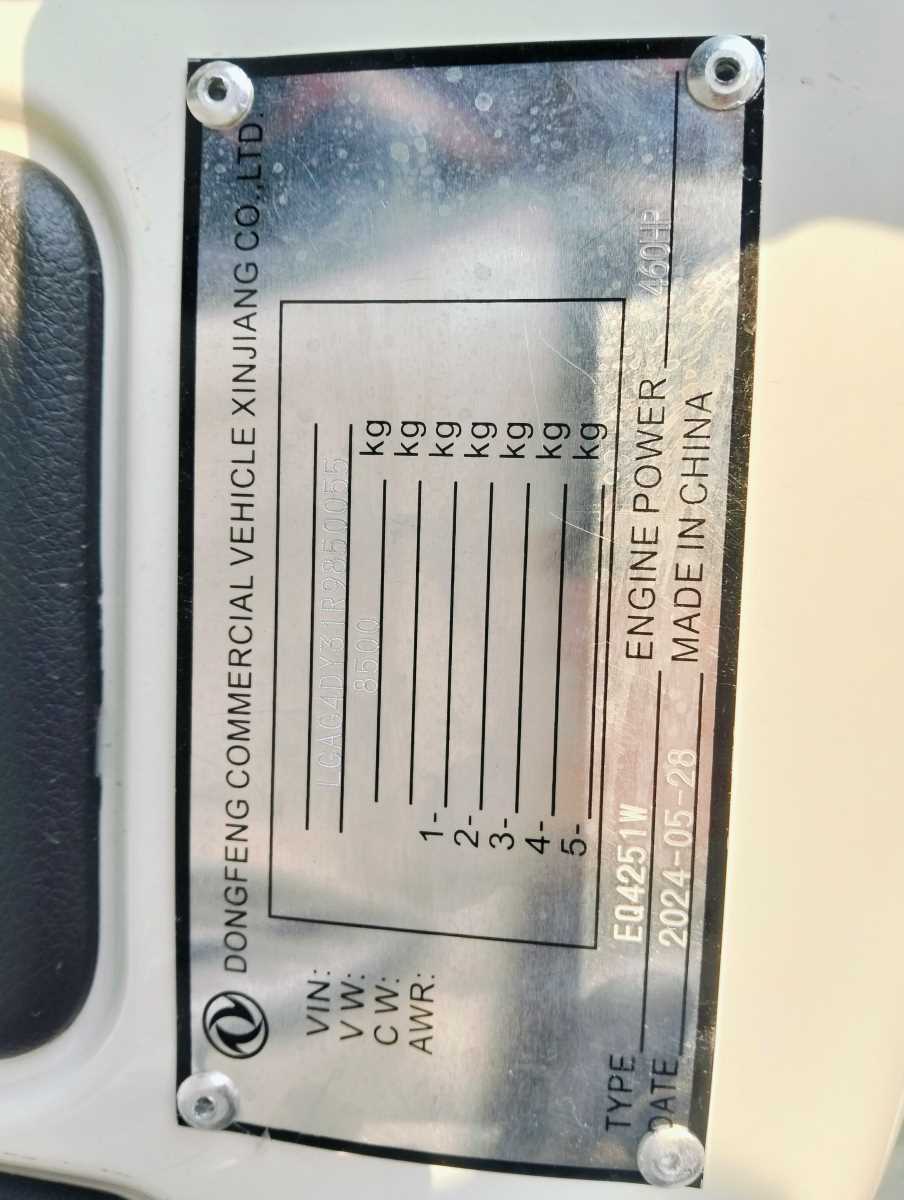 DONGFENG COMMERCIAL VEHICLE XINJIANG CO.,LTD.
VIN: LGAG4DY31R9850055
V W: 8500 kg
C W: kg
AWR: 1- kg
2- kg
3- kg
4- kg
5- kg
TYPE EQ4251W ENGINE POWER 460HP
DATE 2024-05-28 MADE IN CHINA